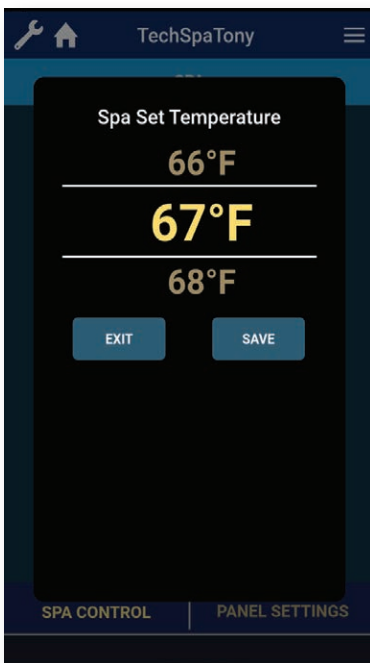 TechSpaTony
Spa Set Temperature
66°F
67°F
68°F
EXIT SAVE
SPA CONTROL PANEL SETTINGS